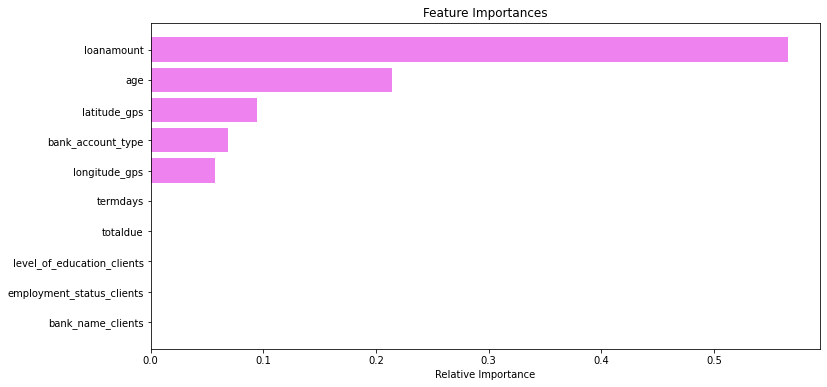 Feature Importances
loanamount
age
latitude_gps
bank_account_type
longitude_gps
termdays
totaldue
level_of_education_clients
employment_status_clients
bank_name_clients
0.0 0.1 0.2 0.3 0.4 0.5
Relative Importance